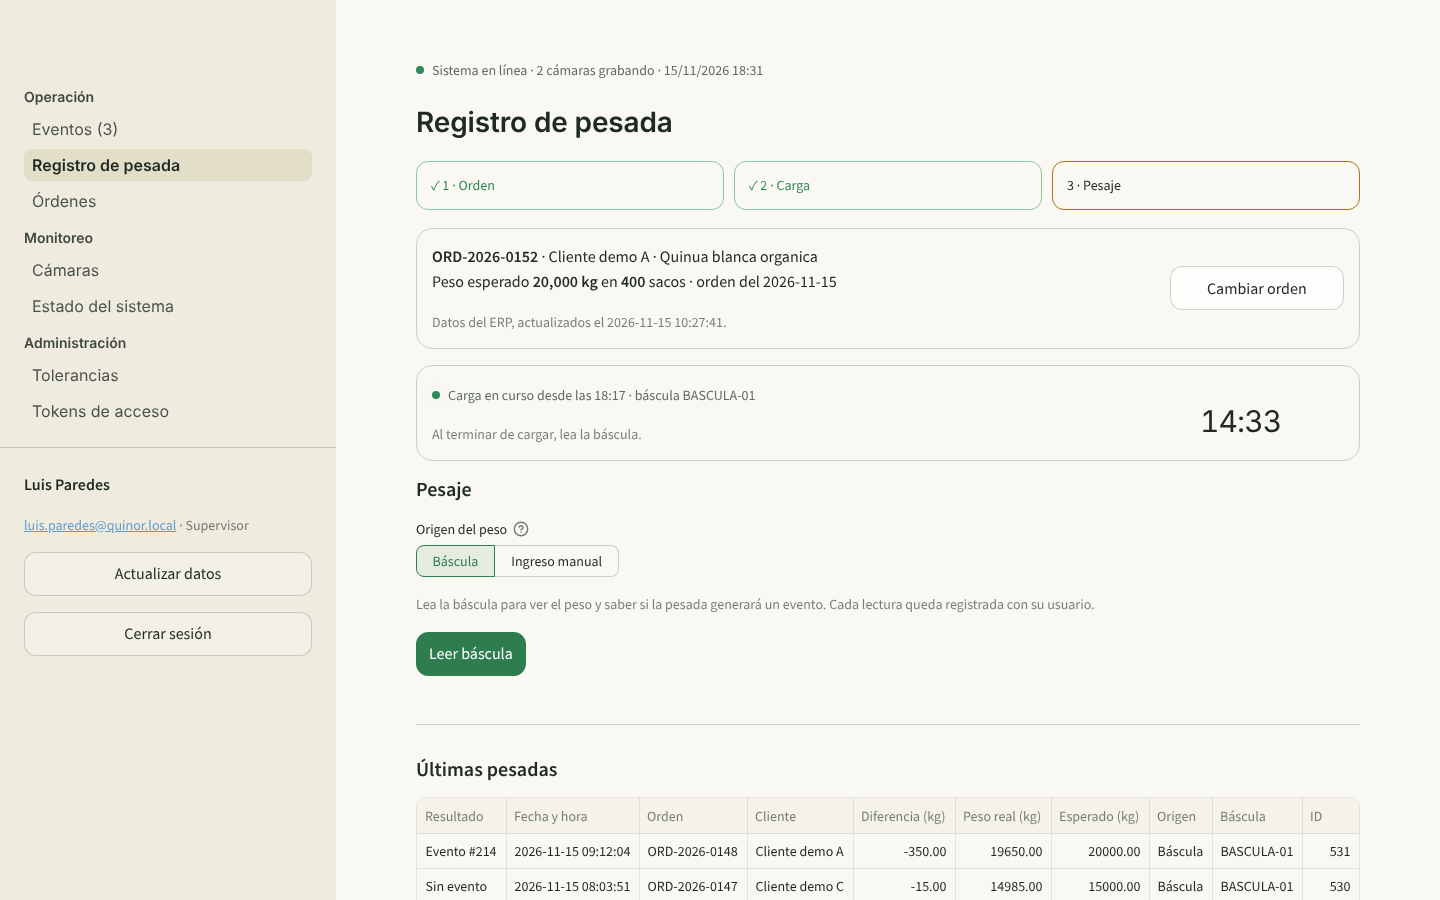 Operación
Eventos (3)
Registro de pesada
Órdenes
Monitoreo
Cámaras
Estado del sistema
Administración
Tolerancias
Tokens de acceso
Luis Paredes
luis.paredes@quinor.local · Supervisor
Actualizar datos
Cerrar sesión
Sistema en línea · 2 cámaras grabando · 15/11/2026 18:31
Registro de pesada
✓ 1 · Orden
✓ 2 · Carga
3 · Pesaje
ORD-2026-0152 · Cliente demo A · Quinua blanca organica
Peso esperado 20,000 kg en 400 sacos · orden del 2026-11-15
Datos del ERP, actualizados el 2026-11-15 10:27:41.
Cambiar orden
Carga en curso desde las 18:17 · báscula BASCULA-01
Al terminar de cargar, lea la báscula.
14:33
Pesaje
Origen del peso
Báscula
Ingreso manual
Lea la báscula para ver el peso y saber si la pesada generará un evento. Cada lectura queda registrada con su usuario.
Leer báscula
Últimas pesadas
Resultado Fecha y hora Orden Cliente Diferencia (kg) Peso real (kg) Esperado (kg) Origen Báscula ID
Evento #214 2026-11-15 09:12:04 ORD-2026-0148 Cliente demo A -350.00 19650.00 20000.00 Báscula BASCULA-01 531
Sin evento 2026-11-15 08:03:51 ORD-2026-0147 Cliente demo C -15.00 14985.00 15000.00 Báscula BASCULA-01 530